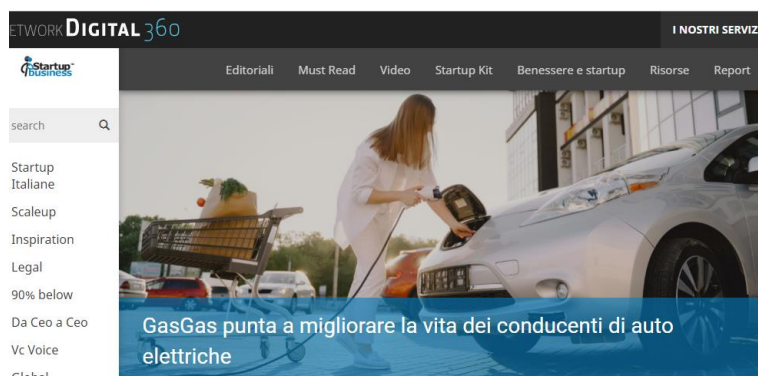 ETWORK DIGITAL 360
I NOSTRI SERVIZ
Startup
business
Editoriali Must Read Video Startup Kit Benessere e startup Risorse Report
search
Startup
Italiane
Scaleup
Inspiration
Legal
90% below
Da Ceo a Ceo
Vc Voice
Global
GasGas punta a migliorare la vita dei conducenti di auto
elettriche